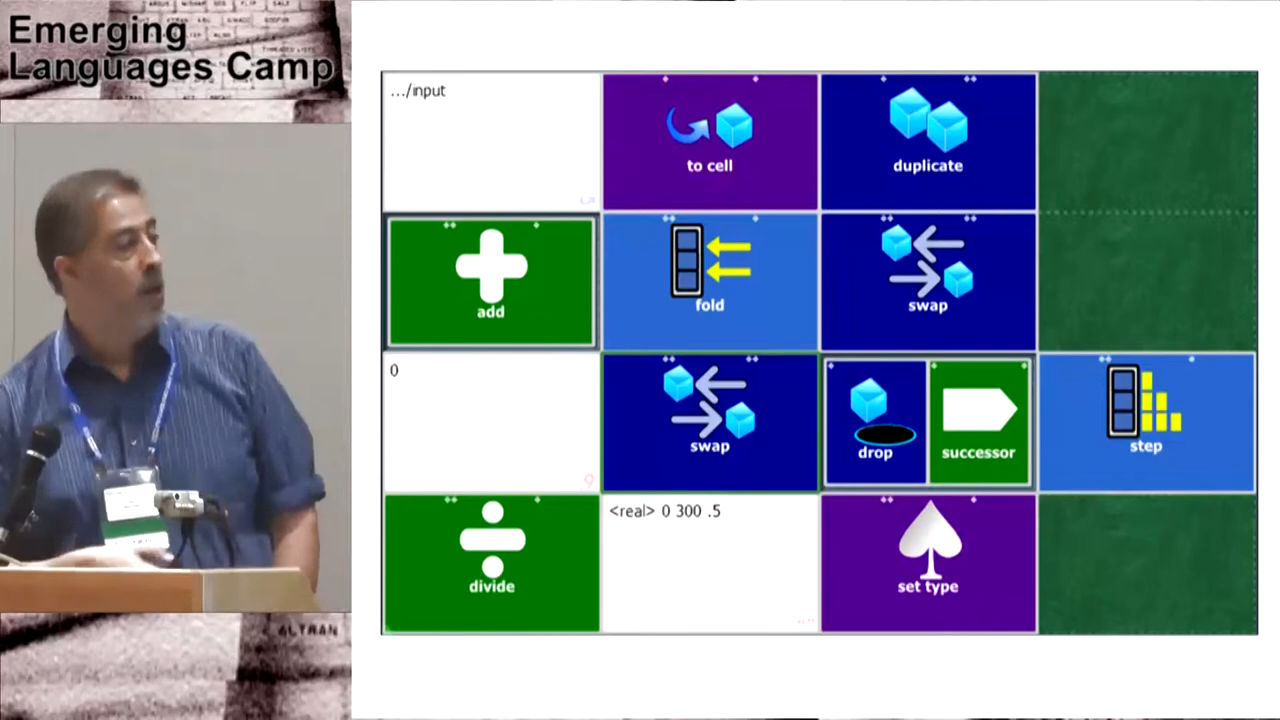 Emerging
Languages Camp
.../input
to cell
duplicate
add
fold
swap
0
swap
drop
successor
step
divide
<real> 0 300 .5
set type
ALTRAN